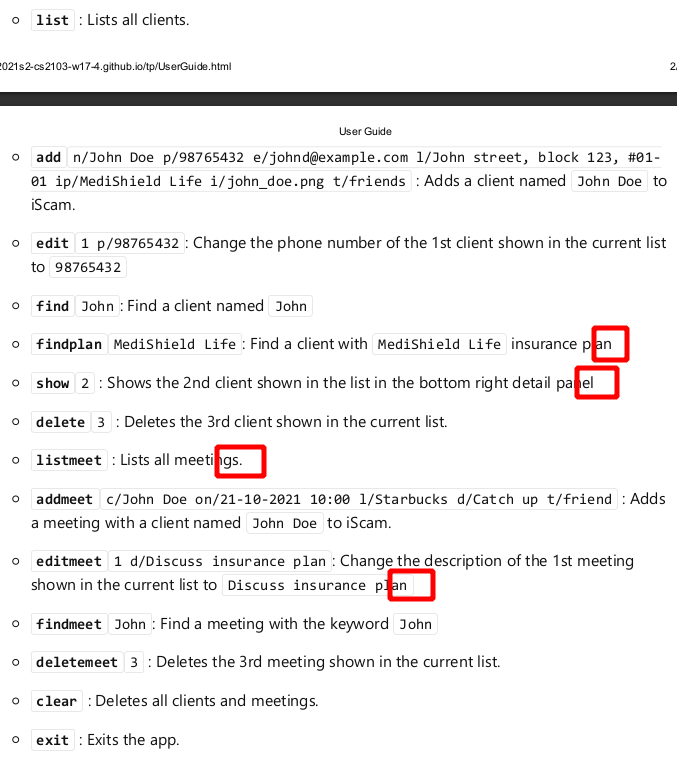 list : Lists all clients.
2021s2-cs2103-w17-4.github.io/tp/UserGuide.html 2/
User Guide
add n/John Doe p/98765432 e/johnd@example.com l/John street, block 123, #01-
01 ip/MediShield Life i/john_doe.png t/friends : Adds a client named John Doe to
iScam.
edit 1 p/98765432 : Change the phone number of the 1st client shown in the current list
to 98765432
find John : Find a client named John
findplan MediShield Life : Find a client with MediShield Life insurance plan
show 2 : Shows the 2nd client shown in the list in the bottom right detail panel
delete 3 : Deletes the 3rd client shown in the current list.
listmeet : Lists all meetings.
addmeet c/John Doe on/21-10-2021 10:00 l/Starbucks d/Catch up t/friend : Adds
a meeting with a client named John Doe to iScam.
editmeet 1 d/Discuss insurance plan : Change the description of the 1st meeting
shown in the current list to Discuss insurance plan
findmeet John : Find a meeting with the keyword John
deletemeet 3 : Deletes the 3rd meeting shown in the current list.
clear : Deletes all clients and meetings.
exit : Exits the app.